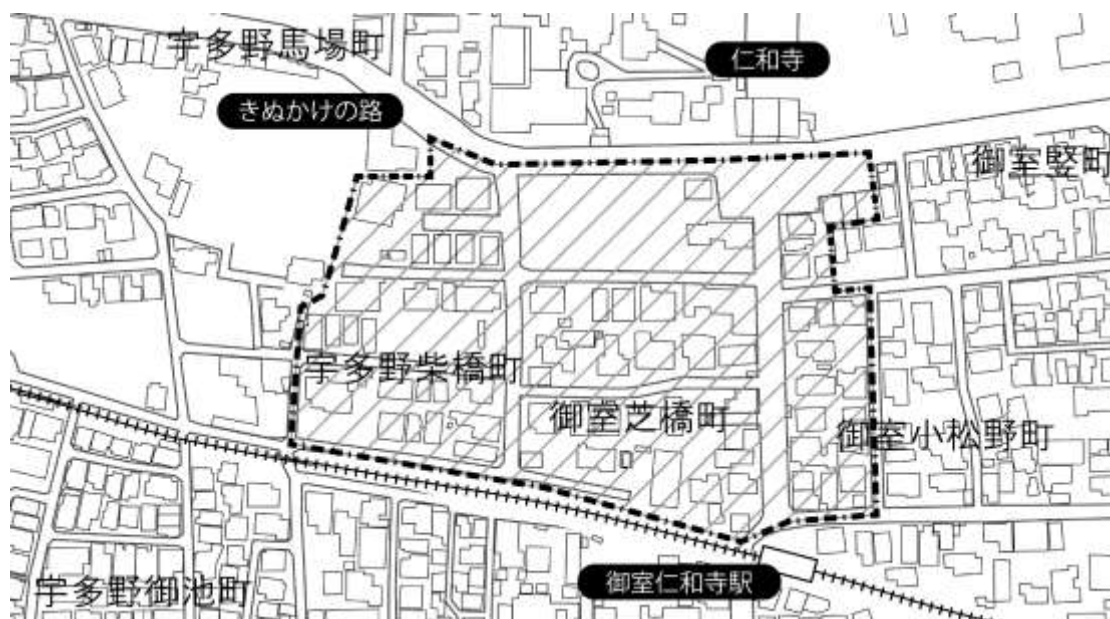 宇多野馬場町
仁和寺
きぬかけの路
御室竪町
宇多野柴橋町
御室芝橋町
御室小松野町
御室仁和寺駅
宇多野御池町